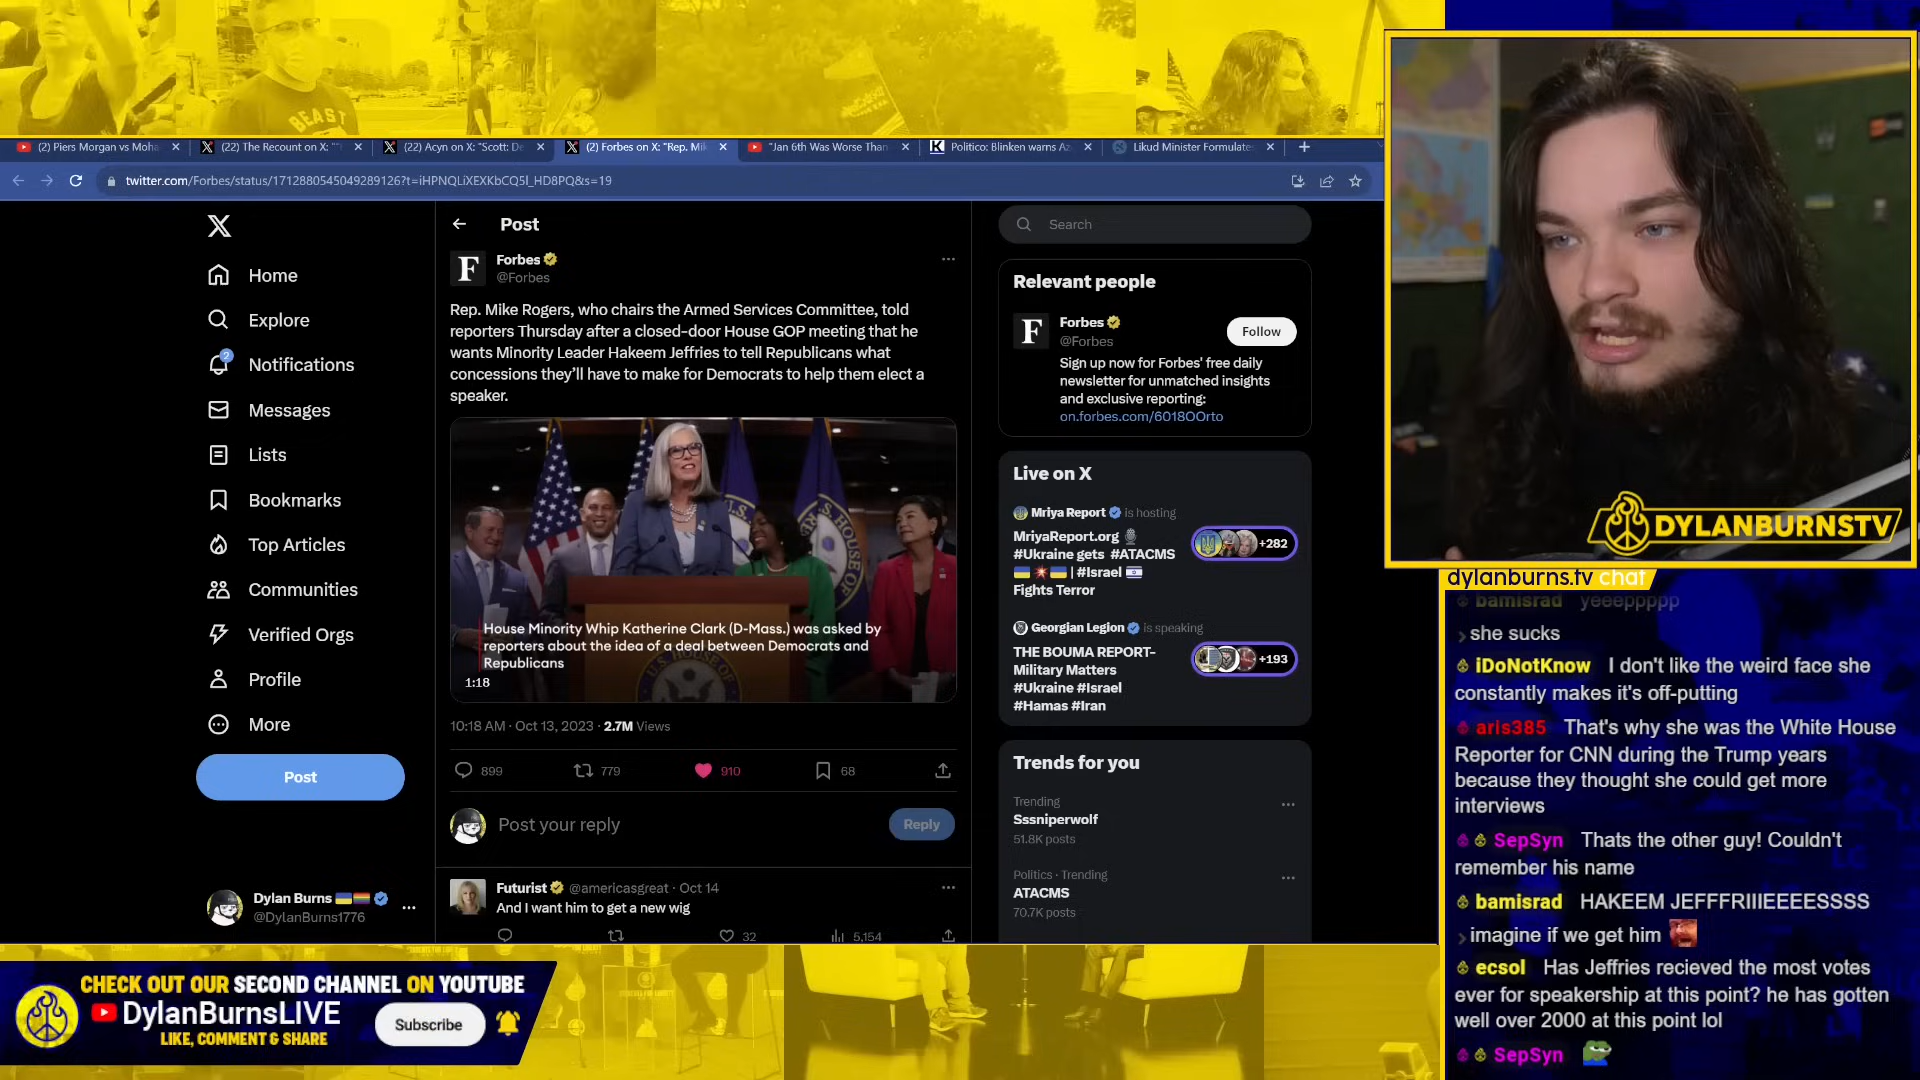 BEAST
(2) Piers Morgan vs Moha
(22) The Recount on X: "
(22) Acyn on X: "Scott: De
(2) Forbes on X: "Rep. Mik
"Jan 6th Was Worse Than
Politico: Blinken warns Az
Likud Minister Formulates
twitter.com/Forbes/status/1712880545049289126?t=iHPNQLiXEXKbCQ5l_HD8PQ&s=19
Home
Explore
2
Notifications
Messages
Lists
Bookmarks
Top Articles
Communities
Verified Orgs
Profile
More
Post
Dylan Burns
@DylanBurns1776
Post
F
Forbes
@Forbes
Rep. Mike Rogers, who chairs the Armed Services Committee, told
reporters Thursday after a closed-door House GOP meeting that he
wants Minority Leader Hakeem Jeffries to tell Republicans what
concessions they'll have to make for Democrats to help them elect a
speaker.
House Minority Whip Katherine Clark (D-Mass.) was asked by
reporters about the idea of a deal between Democrats and
Republicans
1:18
10:18 AM · Oct 13, 2023 · 2.7M Views
899 779 910 68
Post your reply
Reply
Futurist @americasgreat · Oct 14
And I want him to get a new wig
32 5,154
Search
Relevant people
F
Forbes
@Forbes
Follow
Sign up now for Forbes' free daily
newsletter for unmatched insights
and exclusive reporting:
on.forbes.com/6018OOrto
Live on X
Mriya Report is hosting
MriyaReport.org
#Ukraine gets #ATACMS
| #Israel
Fights Terror
+282
Georgian Legion is speaking
THE BOUMA REPORT-
Military Matters
#Ukraine #Israel
#Hamas #Iran
+193
Trends for you
Trending
Sssniperwolf
51.8K posts
Politics · Trending
ATACMS
70.7K posts
DYLANBURNSTV
dylanburns.tv chat
bamisrad yeeeppppp
she sucks
iDoNotKnow I don't like the weird face she
constantly makes it's off-putting
aris385 That's why she was the White House
Reporter for CNN during the Trump years
because they thought she could get more
interviews
SepSyn Thats the other guy! Couldn't
remember his name
bamisrad HAKEEM JEFFFRIIIEEEESSSS
imagine if we get him
ecsol Has Jeffries recieved the most votes
ever for speakership at this point? he has gotten
well over 2000 at this point lol
SepSyn
CHECK OUT OUR SECOND CHANNEL ON YOUTUBE
DylanBurnsLIVE
LIKE, COMMENT & SHARE
Subscribe